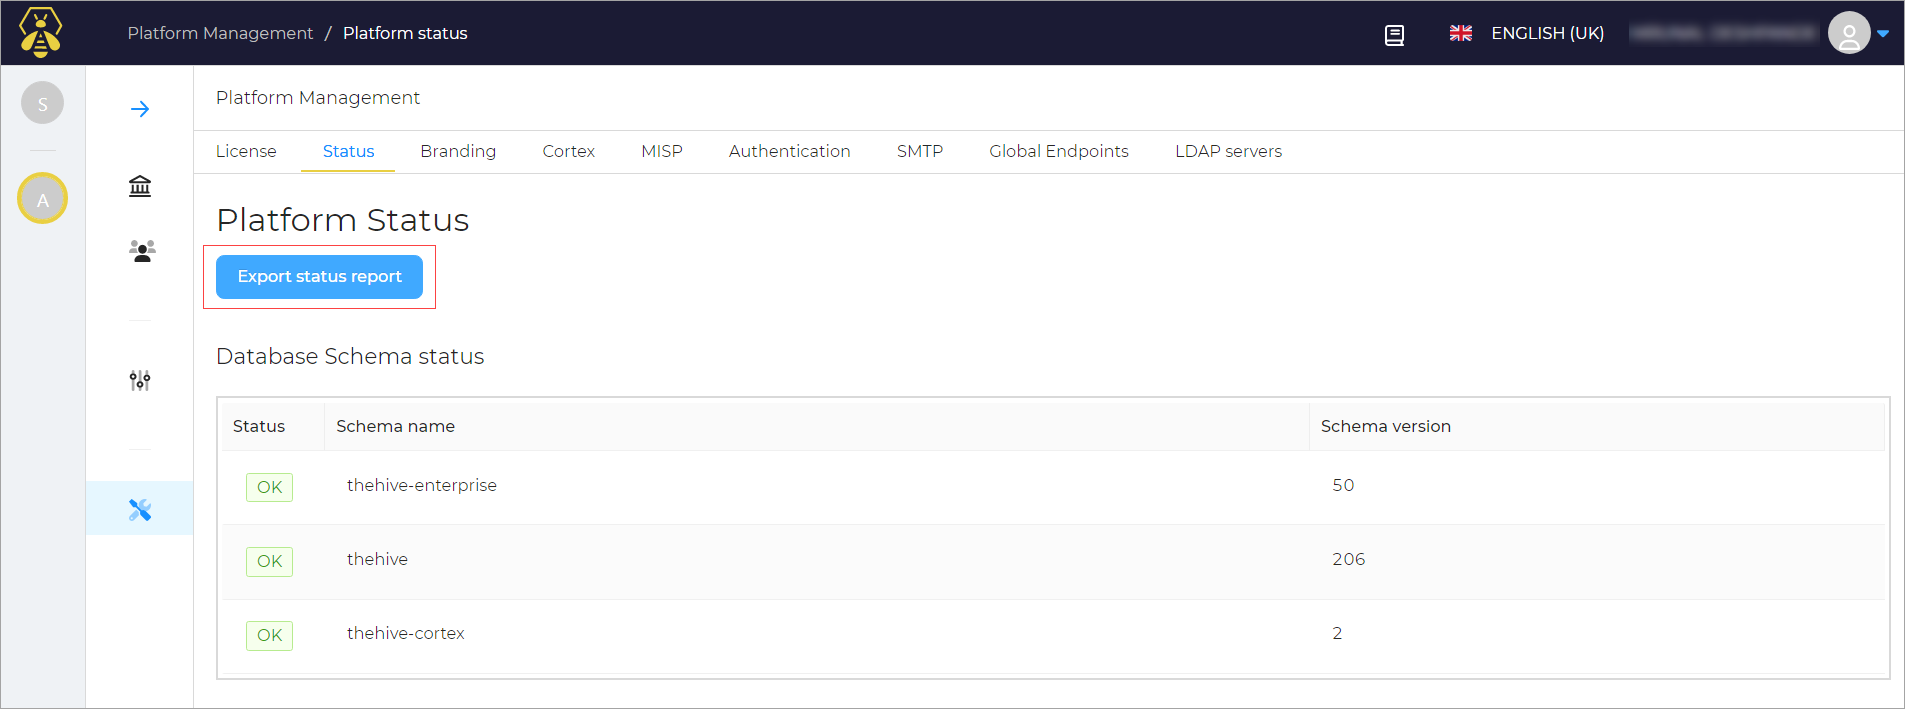 Platform Management / Platform status
ENGLISH (UK)
S
A
Platform Management
License Status Branding Cortex MISP Authentication SMTP Global Endpoints LDAP servers
Platform Status
Export status report
Database Schema status
Status Schema name Schema version
OK thehive-enterprise 50
OK thehive 206
OK thehive-cortex 2